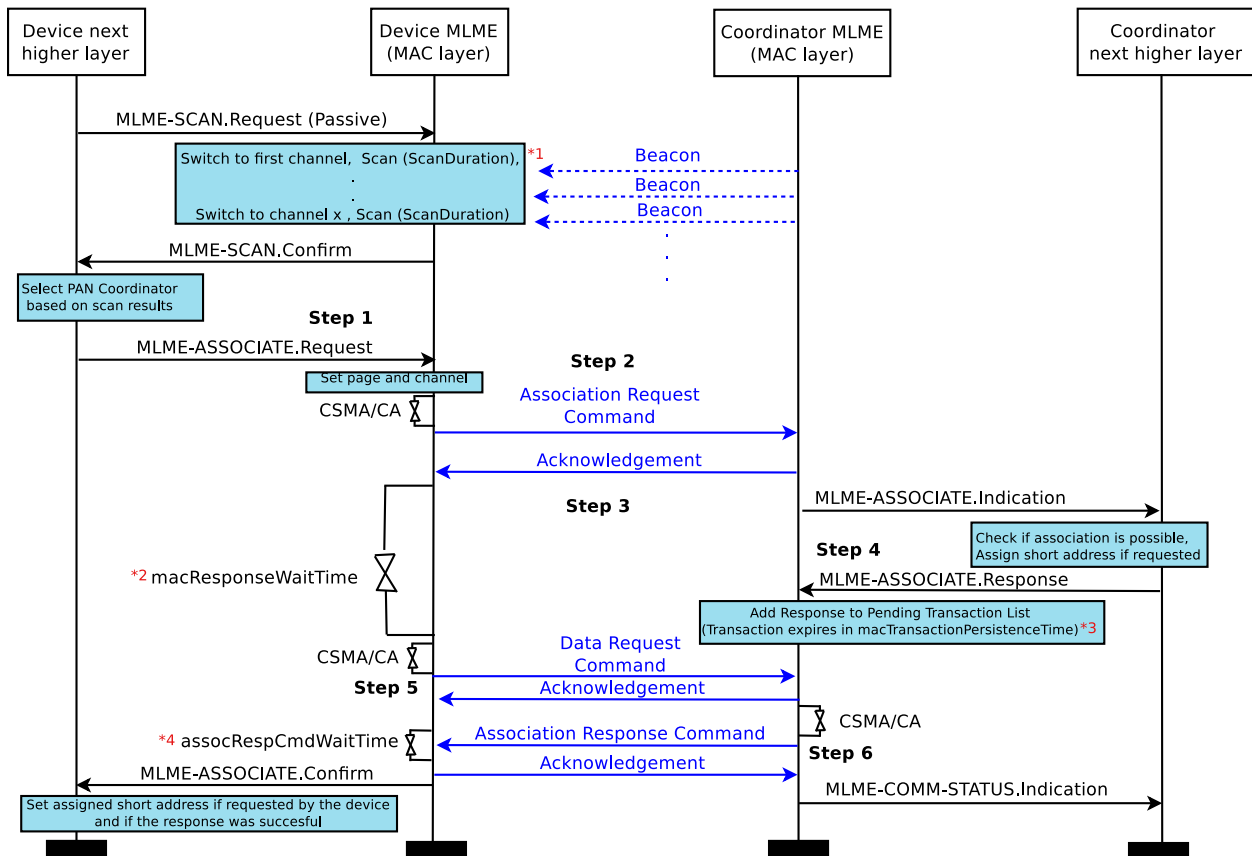 Device next
higher layer
Device MLME
(MAC layer)
Coordinator MLME
(MAC layer)
Coordinator
next higher layer
MLME-SCAN.Request (Passive)
Switch to first channel,  Scan (ScanDuration),
*1
.
.
Switch to channel x , Scan (ScanDuration)
Beacon
Beacon
Beacon
.
.
.
MLME-SCAN.Confirm
Select PAN Coordinator
based on scan results
Step 1
MLME-ASSOCIATE.Request
Step 2
Set page and channel
CSMA/CA
Association Request
Command
Acknowledgement
Step 3
MLME-ASSOCIATE.Indication
Check if association is possible,
Assign short address if requested
Step 4
*2 macResponseWaitTime
MLME-ASSOCIATE.Response
Add Response to Pending Transaction List
(Transaction expires in macTransactionPersistenceTime) *3
CSMA/CA
Data Request
Command
Step 5
Acknowledgement
CSMA/CA
*4 assocRespCmdWaitTime
Association Response Command
Step 6
Acknowledgement
MLME-ASSOCIATE.Confirm
MLME-COMM-STATUS.Indication
Set assigned short address if requested by the device
and if the response was succesful